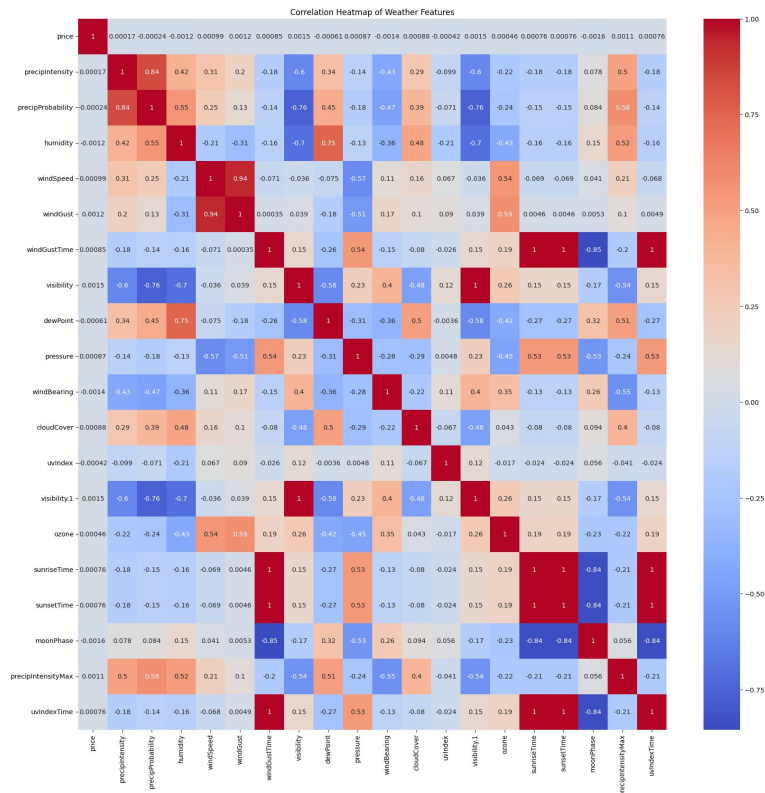 Correlation Heatmap of Weather Features
price 1 0.00017 -0.00024 -0.0012 0.00099 0.0012 0.00085 0.0015 -0.00061 0.00087 -0.0014 0.00088 -0.00042 0.0015 0.00046 0.00076 0.00076 -0.0016 0.0011 0.00076
precipIntensity 0.00017 1 0.84 0.42 0.31 0.2 -0.18 -0.6 0.34 -0.14 -0.43 0.29 -0.099 -0.6 -0.22 -0.18 -0.18 0.078 0.5 -0.18
precipProbability -0.00024 0.84 1 0.55 0.25 0.13 -0.14 -0.76 0.45 -0.18 -0.47 0.39 -0.071 -0.76 -0.24 -0.15 -0.15 0.084 0.58 -0.14
humidity -0.0012 0.42 0.55 1 -0.21 -0.31 -0.16 -0.7 0.75 -0.13 -0.36 0.48 -0.21 -0.7 -0.43 -0.16 -0.16 0.15 0.52 -0.16
windSpeed 0.00099 0.31 0.25 -0.21 1 0.94 -0.071 -0.036 -0.075 -0.57 0.11 0.16 0.067 -0.036 0.54 -0.069 -0.069 0.041 0.21 -0.068
windGust 0.0012 0.2 0.13 -0.31 0.94 1 0.00035 0.039 -0.18 -0.51 0.17 0.1 0.09 0.039 0.59 0.0046 0.0046 0.0053 0.1 0.0049
windGustTime 0.00085 -0.18 -0.14 -0.16 -0.071 0.00035 1 0.15 -0.26 0.54 -0.15 -0.08 -0.026 0.15 0.19 1 1 -0.85 -0.2 1
visibility 0.0015 -0.6 -0.76 -0.7 -0.036 0.039 0.15 1 -0.58 0.23 0.4 -0.48 0.12 1 0.26 0.15 0.15 -0.17 -0.54 0.15
dewPoint -0.00061 0.34 0.45 0.75 -0.075 -0.18 -0.26 -0.58 1 -0.31 -0.36 0.5 -0.0036 -0.58 -0.42 -0.27 -0.27 0.32 0.51 -0.27
pressure 0.00087 -0.14 -0.18 -0.13 -0.57 -0.51 0.54 0.23 -0.31 1 -0.28 -0.29 0.0048 0.23 -0.45 0.53 0.53 -0.53 -0.24 0.53
windBearing -0.0014 -0.43 -0.47 -0.36 0.11 0.17 -0.15 0.4 -0.36 -0.28 1 -0.22 0.11 0.4 0.35 -0.13 -0.13 0.26 -0.55 -0.13
cloudCover 0.00088 0.29 0.39 0.48 0.16 0.1 -0.08 -0.48 0.5 -0.29 -0.22 1 -0.067 -0.48 0.043 -0.08 -0.08 0.094 0.4 -0.08
uvIndex -0.00042 -0.099 -0.071 -0.21 0.067 0.09 -0.026 0.12 -0.0036 0.0048 0.11 -0.067 1 0.12 -0.017 -0.024 -0.024 0.056 -0.041 -0.024
visibility.1 0.0015 -0.6 -0.76 -0.7 -0.036 0.039 0.15 1 -0.58 0.23 0.4 -0.48 0.12 1 0.26 0.15 0.15 -0.17 -0.54 0.15
ozone 0.00046 -0.22 -0.24 -0.43 0.54 0.59 0.19 0.26 -0.42 -0.45 0.35 0.043 -0.017 0.26 1 0.19 0.19 -0.23 -0.22 0.19
sunriseTime 0.00076 -0.18 -0.15 -0.16 -0.069 0.0046 1 0.15 -0.27 0.53 -0.13 -0.08 -0.024 0.15 0.19 1 1 -0.84 -0.21 1
sunsetTime 0.00076 -0.18 -0.15 -0.16 -0.069 0.0046 1 0.15 -0.27 0.53 -0.13 -0.08 -0.024 0.15 0.19 1 1 -0.84 -0.21 1
moonPhase -0.0016 0.078 0.084 0.15 0.041 0.0053 -0.85 -0.17 0.32 -0.53 0.26 0.094 0.056 -0.17 -0.23 -0.84 -0.84 1 0.056 -0.84
precipIntensityMax 0.0011 0.5 0.58 0.52 0.21 0.1 -0.2 -0.54 0.51 -0.24 -0.55 0.4 -0.041 -0.54 -0.22 -0.21 -0.21 0.056 1 -0.21
uvIndexTime 0.00076 -0.18 -0.14 -0.16 -0.068 0.0049 1 0.15 -0.27 0.53 -0.13 -0.08 -0.024 0.15 0.19 1 1 -0.84 -0.21 1
price
precipIntensity
precipProbability
humidity
windSpeed
windGust
windGustTime
visibility
dewPoint
pressure
windBearing
cloudCover
uvIndex
visibility.1
ozone
sunriseTime
sunsetTime
moonPhase
precipIntensityMax
uvIndexTime
1.00
0.75
0.50
0.25
0.00
-0.25
-0.50
-0.75